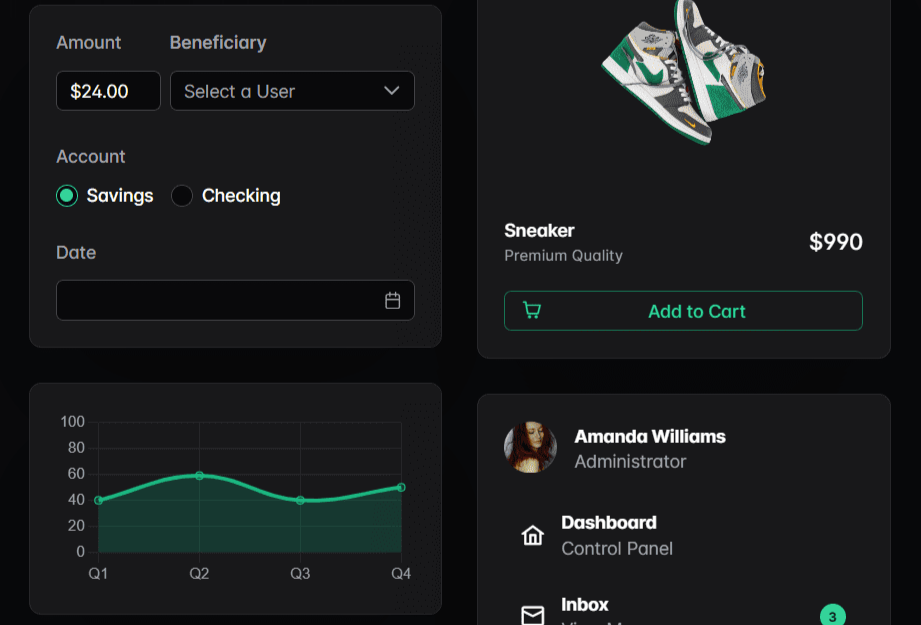 Amount
Beneficiary
$24.00
Select a User
Account
Savings
Checking
Date
Sneaker
Premium Quality
$990
Add to Cart
100
80
60
40
20
0
Q1
Q2
Q3
Q4
Amanda Williams
Administrator
Dashboard
Control Panel
Inbox
3